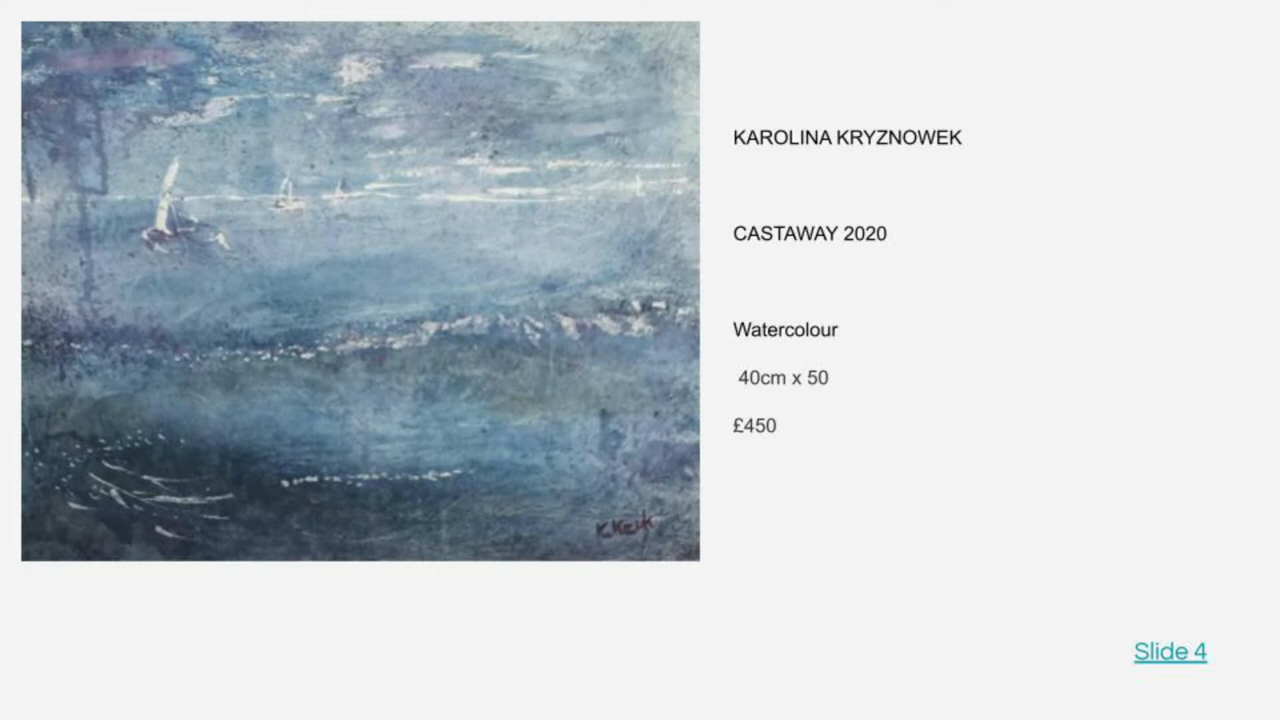 KAROLINA KRYZNOWEK
CASTAWAY 2020
Watercolour
40cm x 50
£450
Slide 4